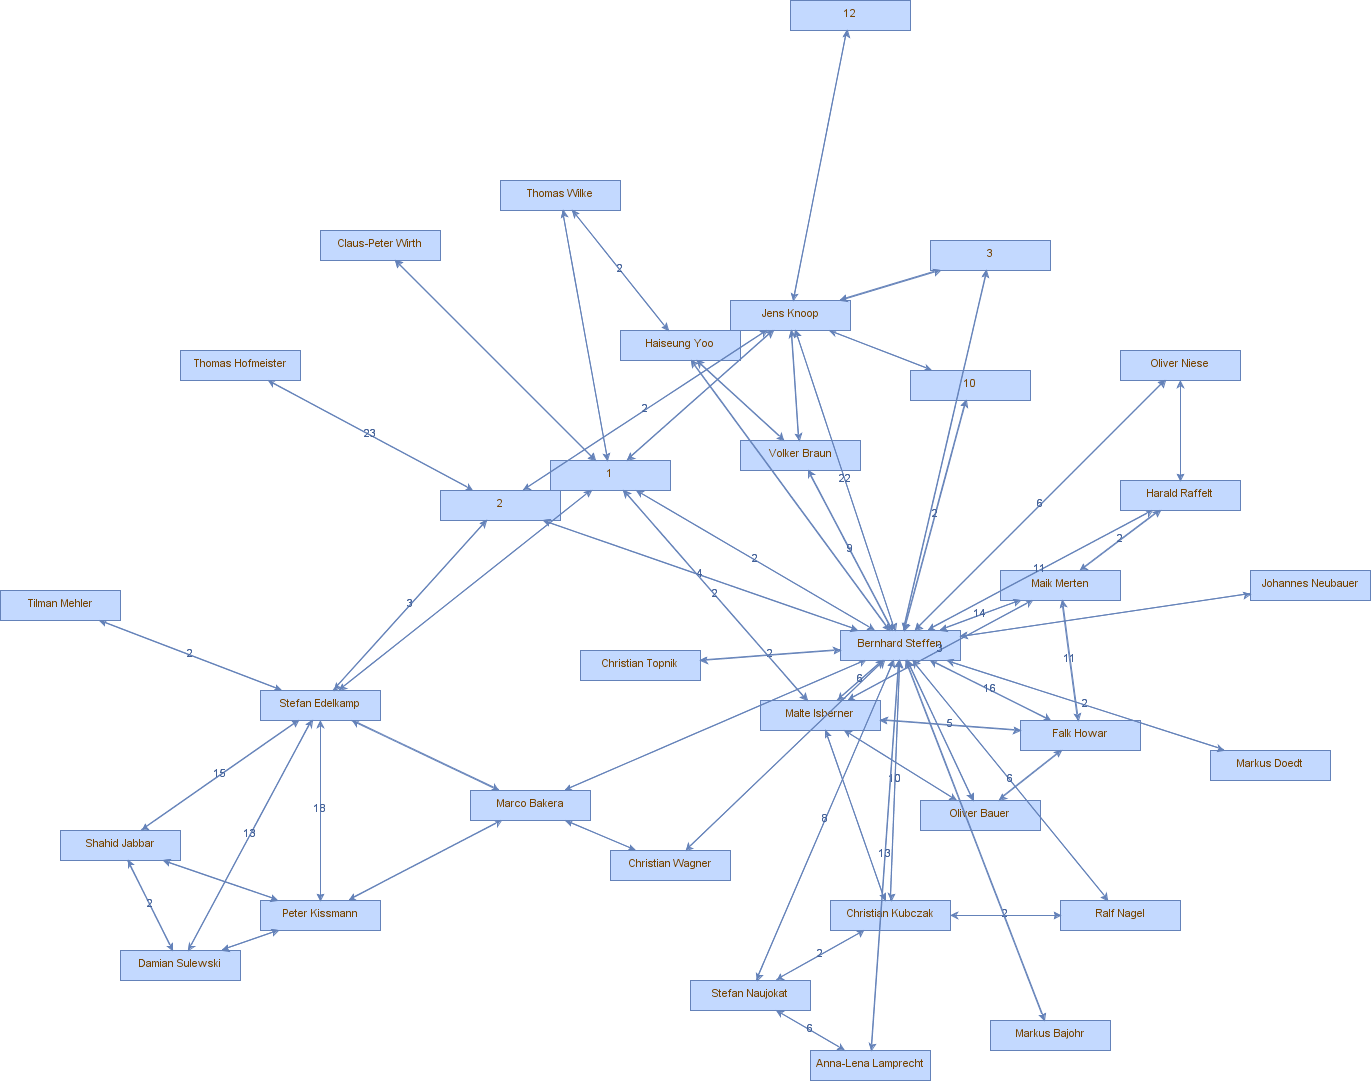 12
Thomas Wilke
Claus-Peter Wirth
3
2
Jens Knoop
Haiseung Yoo
Thomas Hofmeister
Oliver Niese
10
2
23
Volker Braun
1
22
Harald Raffelt
2
6
2
2
9
2
4
11
Maik Merten
Johannes Neubauer
2
Tilman Mehler
3
14
Bernhard Steffen
3
2
Christian Topnik
2
11
6
16
Stefan Edelkamp
2
Malte Isberner
5
Falk Howar
Markus Doedt
15
10
6
Marco Bakera
18
Oliver Bauer
8
13
Shahid Jabbar
13
Christian Wagner
2
Peter Kissmann
Christian Kubczak
2
Ralf Nagel
2
Damian Sulewski
Stefan Naujokat
6
Markus Bajohr
Anna-Lena Lamprecht